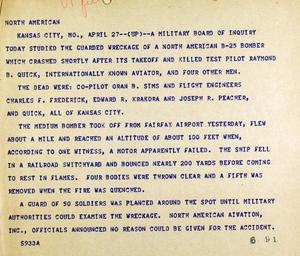 NORTH AMERICAN
KANSAS CITY, MO., APRIL 27--(UP)--A MILITARY BOARD OF INQUIRY
TODAY STUDIED THE GUARDED WRECKAGE OF A NORTH AMERICAN B-25 BOMBER
WHICH CRASHED SHORTLY AFTER ITS TAKEOFF AND KILLED TEST PILOT RAYMOND
B. QUICK, INTERNATIONALLY KNOWN AVIATOR, AND FOUR OTHER MEN.
THE DEAD WERE: CO-PILOT ORAN B. SIMS AND FLIGHT ENGINEERS
CHARLES F. FREDERICK, EDWARD R. KRAKORA AND JOSEPH R. PEACHER,
AND QUICK, ALL OF KANSAS CITY.
THE MEDIUM BOMBER TOOK OFF FROM FAIRFAX AIRPORT YESTERDAY, FLEW
ABOUT A MILE AND REACHED AN ALTITUDE OF ABOUT 100 FEET WHEN,
ACCORDING TO ONE WITNESS, A MOTOR APPARENTLY FAILED. THE SHIP FELL
IN A RAILROAD SWITCHYARD AND BOUNCED NEARLY 200 YARDS BEFORE COMING
TO REST IN FLAMES. FOUR BODIES WERE THROWN CLEAR AND A FIFTH WAS
REMOVED WHEN THE FIRE WAS QUENCHED.
A GUARD OF 50 SOLDIERS WAS PLANCED AROUND THE SPOT UNTIL MILITARY
AUTHORITIES COULD EXAMINE THE WRECKAGE. NORTH AMERICAN AIVATION,
INC., OFFICIALS ANNOUNCED NO REASON COULD BE GIVEN FOR THE ACCIDENT.
S933A
6 91